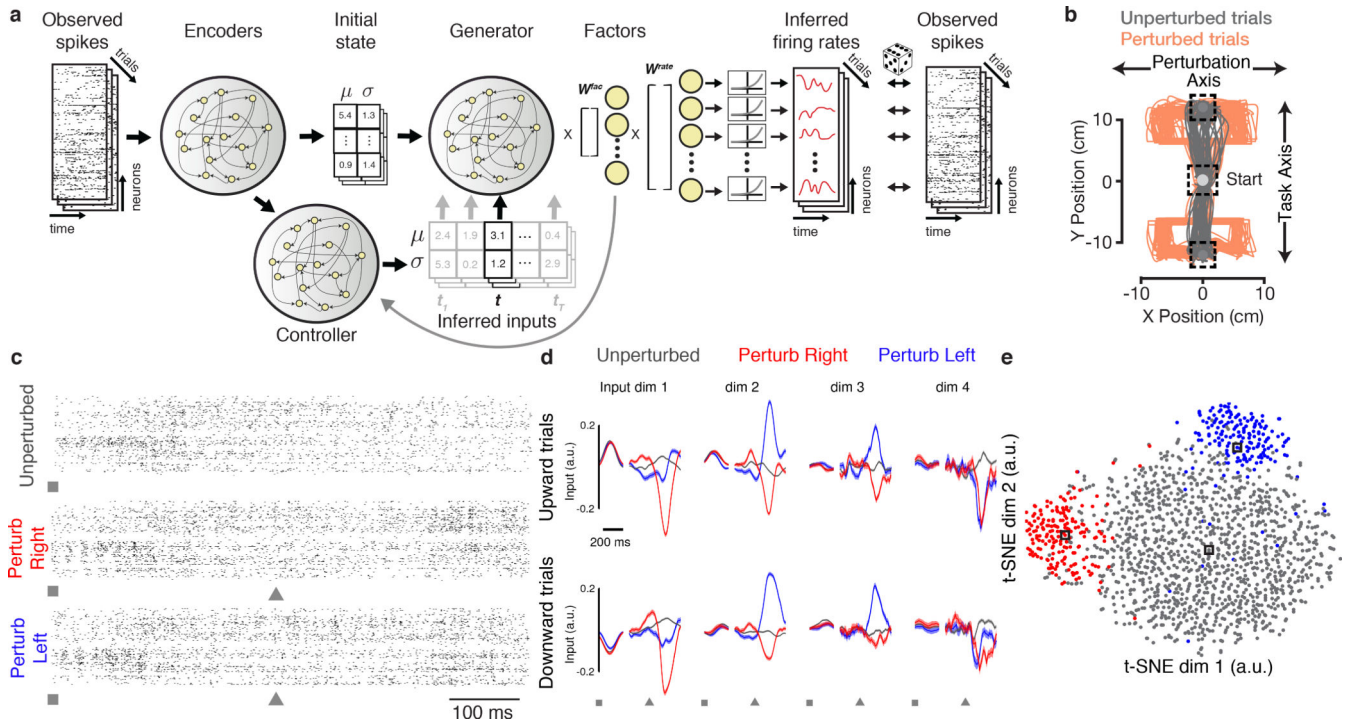 a
Observed spikes
Encoders
Initial state
Generator
Factors
Inferred firing rates
Observed spikes
trials
neurons
time
μ σ
5.4 1.3
⋮ ⋮
0.9 1.4
W^fac
X
X
W^rate
trials
neurons
time
trials
neurons
time
Controller
μ 2.4 1.9 3.1 ⋯ 0.4
σ 5.3 0.2 1.2 ⋯ 2.9
t₁ t t_T
Inferred inputs
b
Unperturbed trials
Perturbed trials
Perturbation Axis
Start
Task Axis
Y Position (cm)
10
0
-10
-10 0 10
X Position (cm)
c
Unperturbed
Perturb Right
Perturb Left
100 ms
d
Unperturbed
Perturb Right
Perturb Left
Input dim 1
dim 2
dim 3
dim 4
Upward trials
Input (a.u.)
0.2
-0.2
200 ms
Downward trials
Input (a.u.)
0.2
-0.2
e
t-SNE dim 2 (a.u.)
t-SNE dim 1 (a.u.)